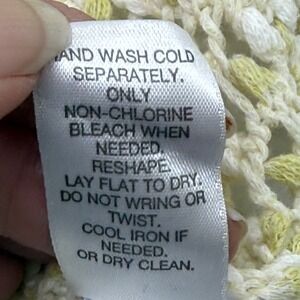 HAND WASH COLD
SEPARATELY.
ONLY
NON-CHLORINE
BLEACH WHEN
NEEDED.
RESHAPE.
LAY FLAT TO DRY.
DO NOT WRING OR
TWIST.
COOL IRON IF
NEEDED.
OR DRY CLEAN.